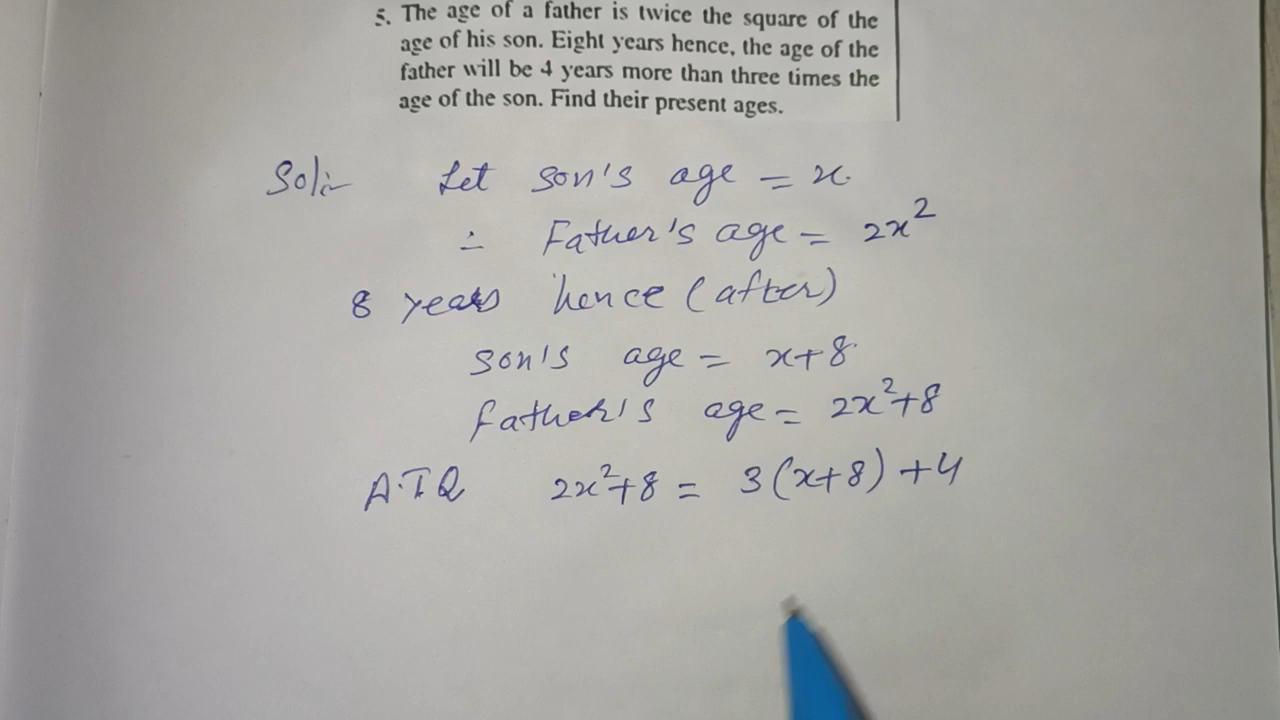 5. The age of a father is twice the square of the
age of his son. Eight years hence, the age of the
father will be 4 years more than three times the
age of the son. Find their present ages.
Sol:- Let son's age = x.
∴ Father's age = 2x²
8 years hence (after)
son's age = x+8.
father's age = 2x²+8
A.T.Q 2x²+8 = 3(x+8)+4